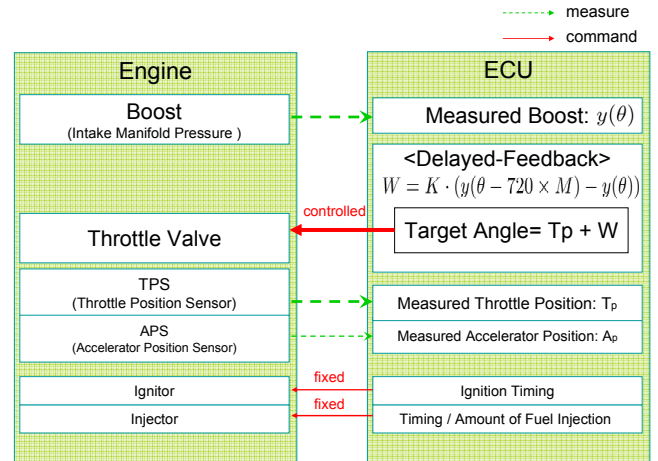 measure
command
Engine
ECU
Boost
(Intake Manifold Pressure )
Measured Boost: y(θ)
<Delayed-Feedback>
W = K · (y(θ − 720 × M) − y(θ))
controlled
Throttle Valve
Target Angle= Tp + W
TPS
(Throttle Position Sensor)
Measured Throttle Position: Tp
APS
(Accelerator Position Sensor)
Measured Accelerator Position: Ap
fixed
Ignitor
Ignition Timing
fixed
Injector
Timing / Amount of Fuel Injection